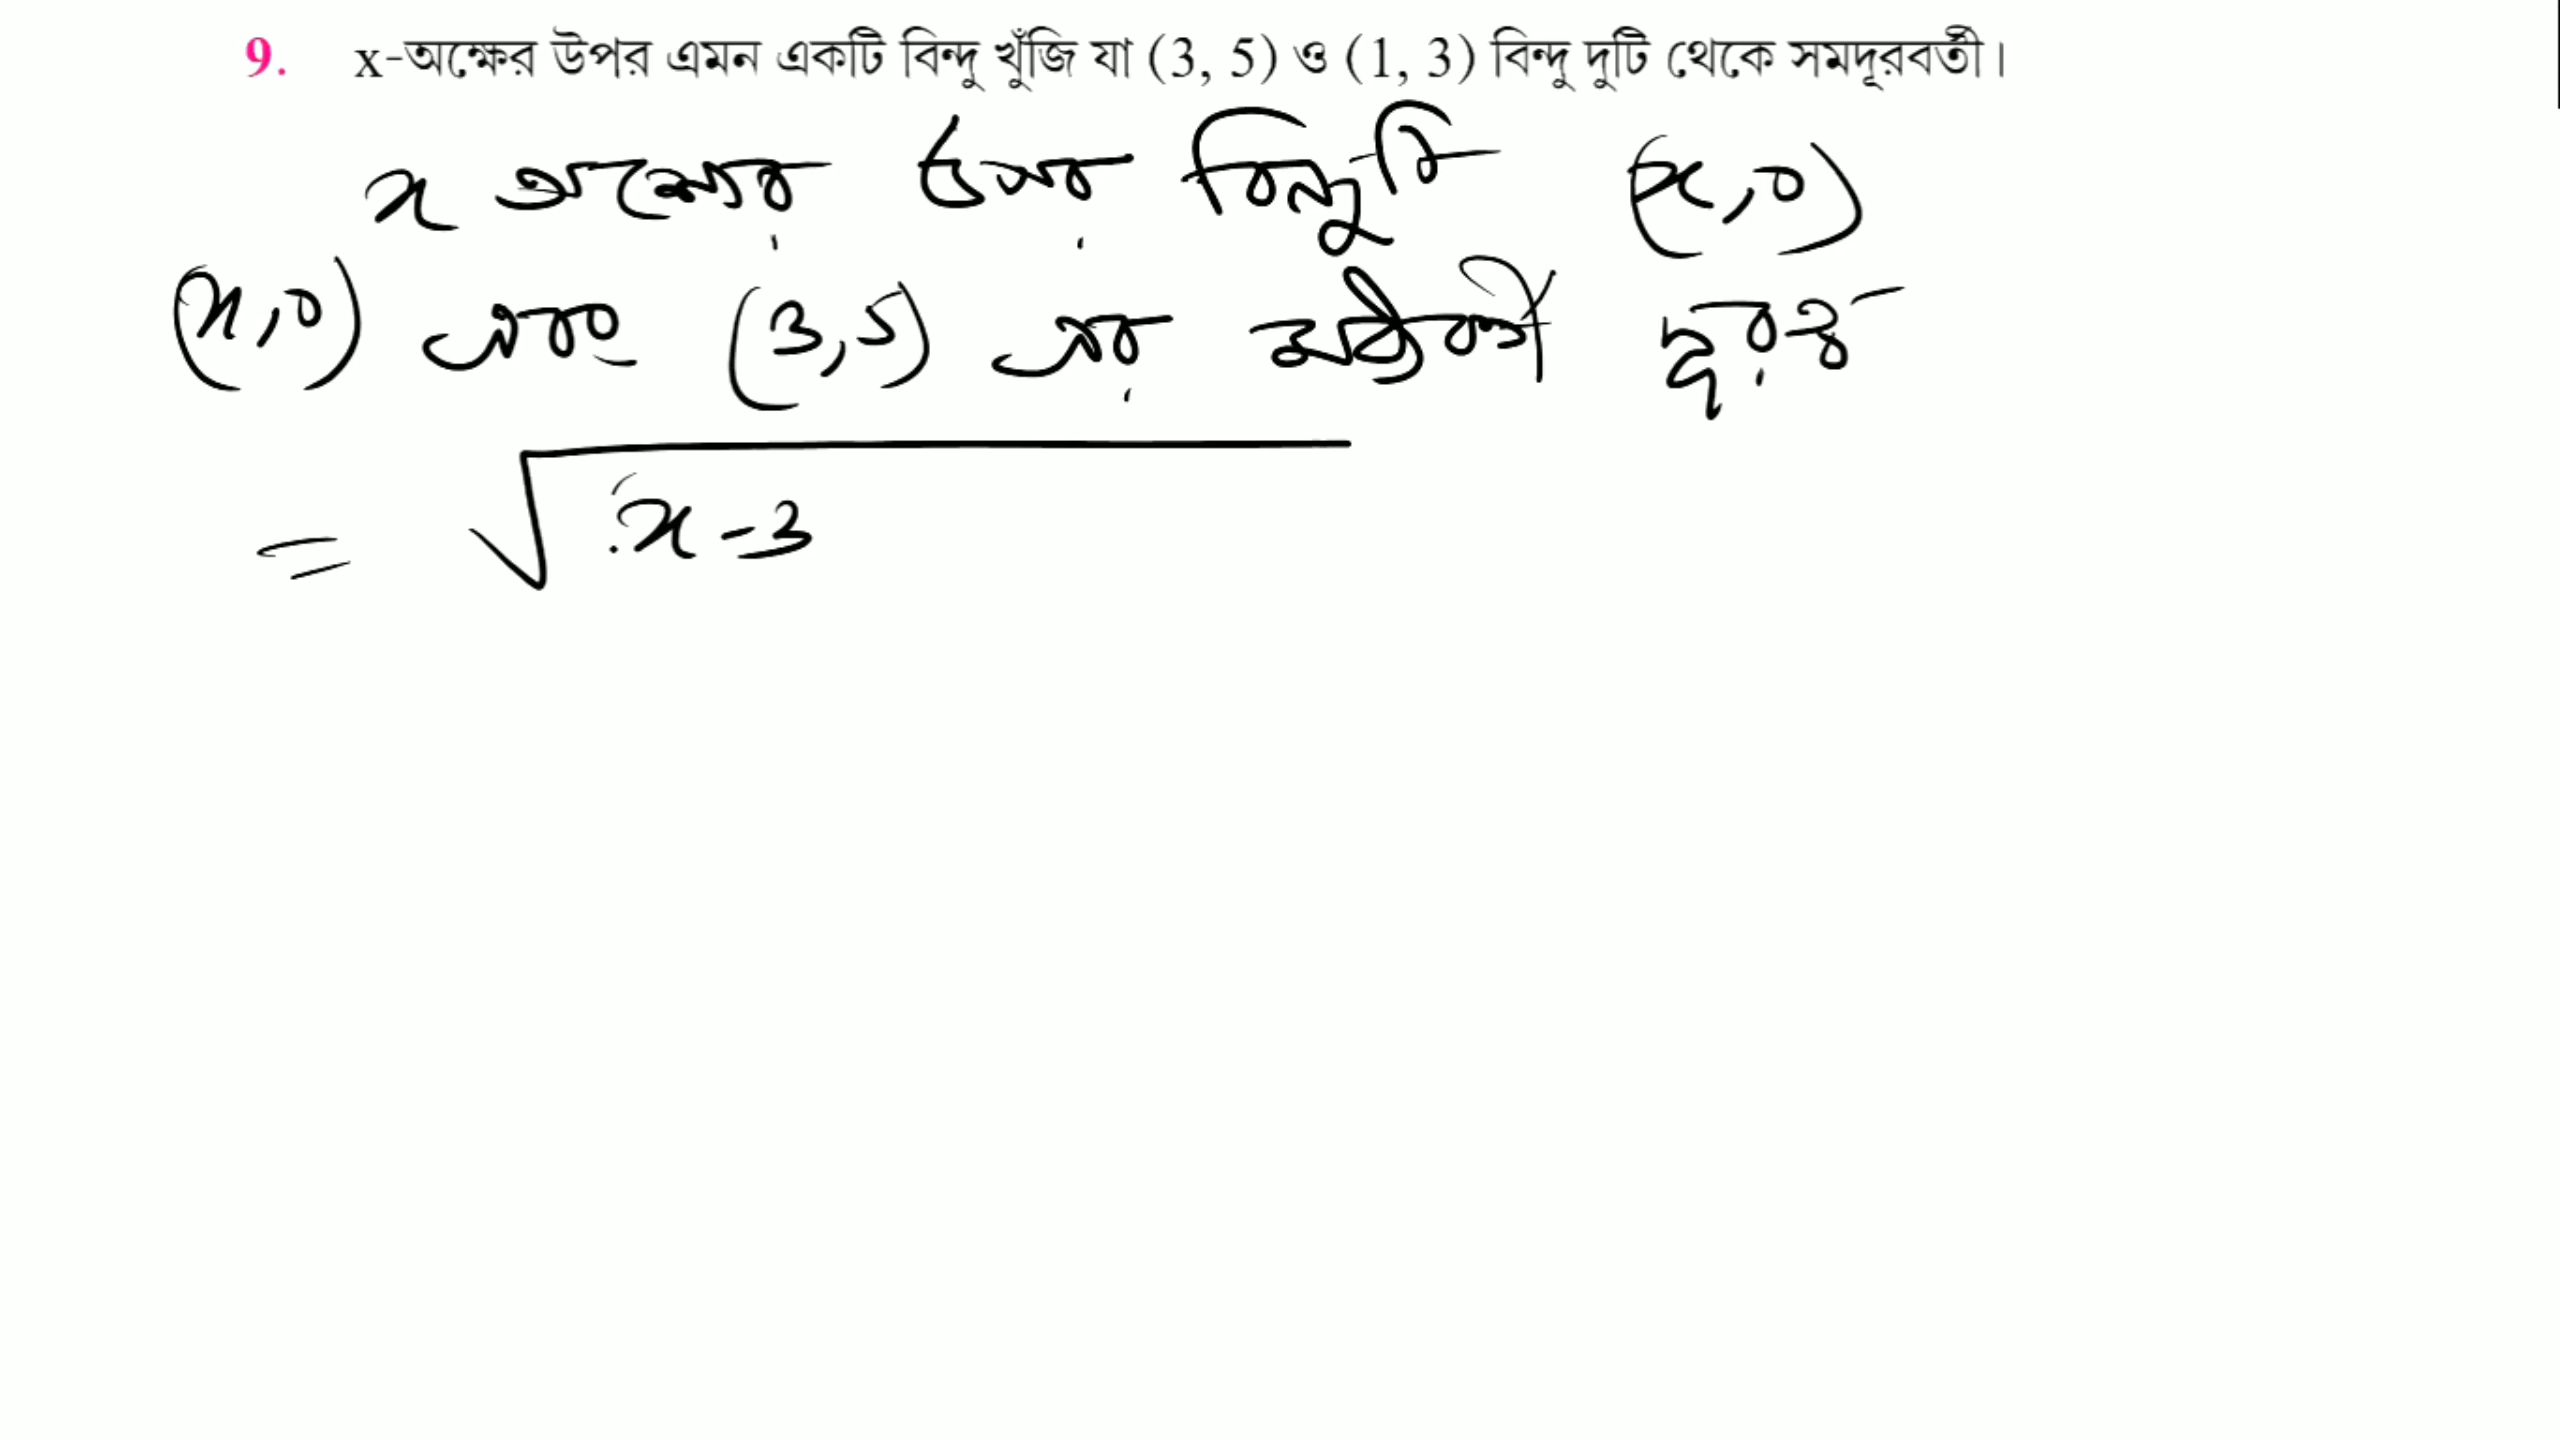 9. x-অক্ষের উপর এমন একটি বিন্দু খুঁজি যা (3, 5) ও (1, 3) বিন্দু দুটি থেকে সমদূরবর্তী।
x অক্ষের উপর বিন্দুটি (x,0)
(x,0) এবং (3,5) এর মধ্যবর্তী দূরত্ব
= √(x-3